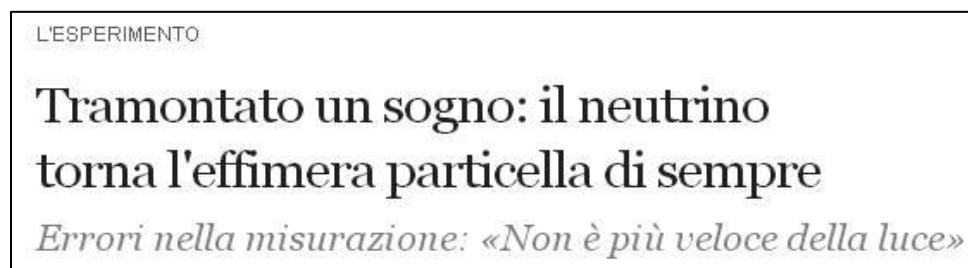 L'ESPERIMENTO
Tramontato un sogno: il neutrino
torna l'effimera particella di sempre
Errori nella misurazione: «Non è più veloce della luce»